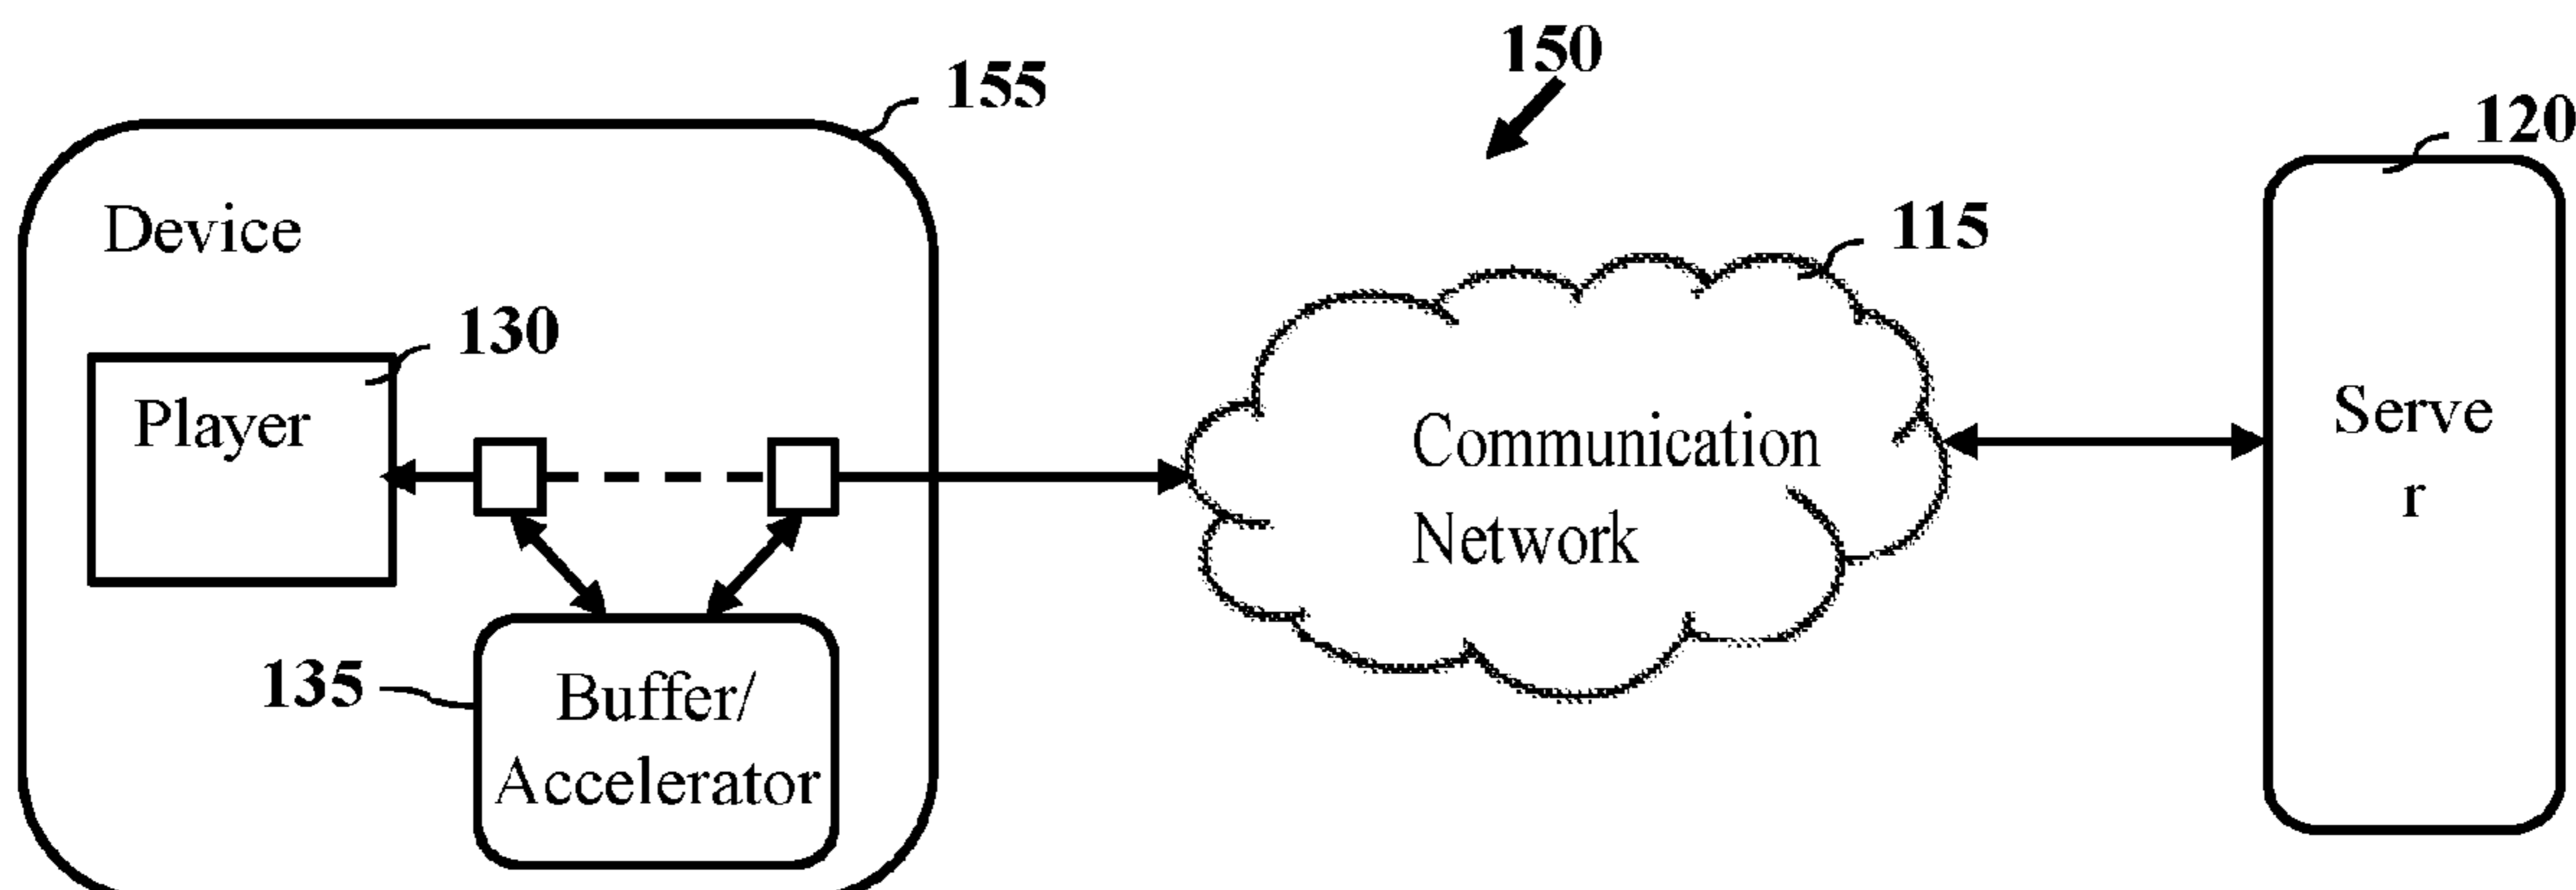 150
155
120
Device
115
130
Player
Communication
Network
Serve
r
135
Buffer/
Accelerator